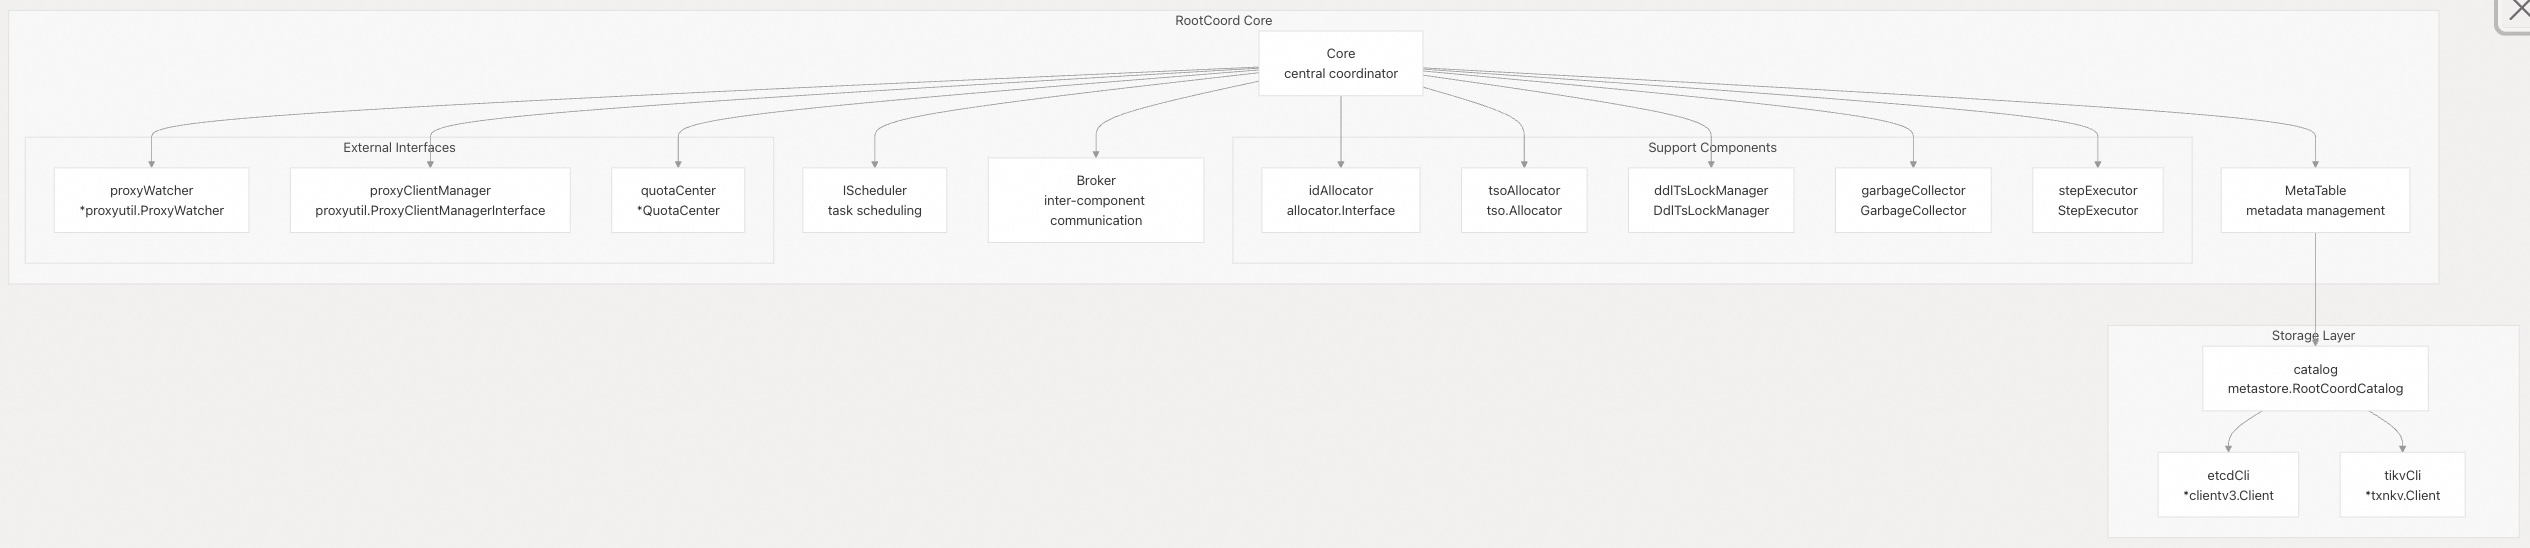 RootCoord Core
Core
central coordinator
External Interfaces
proxyWatcher
*proxyutil.ProxyWatcher
proxyClientManager
proxyutil.ProxyClientManagerInterface
quotaCenter
*QuotaCenter
IScheduler
task scheduling
Broker
inter-component
communication
Support Components
idAllocator
allocator.Interface
tsoAllocator
tso.Allocator
ddlTsLockManager
DdlTsLockManager
garbageCollector
GarbageCollector
stepExecutor
StepExecutor
MetaTable
metadata management
Storage Layer
catalog
metastore.RootCoordCatalog
etcdCli
*clientv3.Client
tikvCli
*txnkv.Client